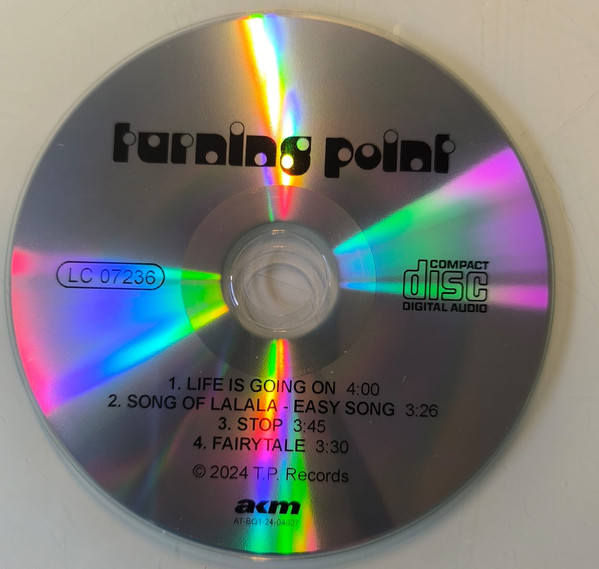 turning point
LC 07236
COMPACT
disc
DIGITAL AUDIO
1. LIFE IS GOING ON 4:00
2. SONG OF LALALA - EASY SONG 3:26
3. STOP 3:45
4. FAIRYTALE 3:30
© 2024 T.P. Records
akm